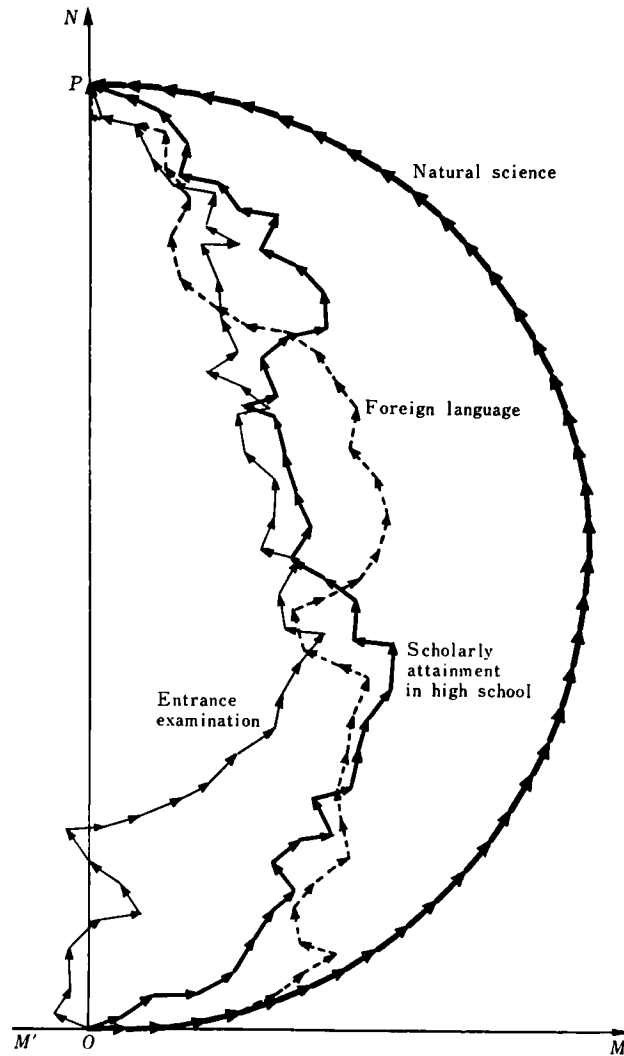 N
P
Natural science
Foreign language
Scholarly
attainment
in high school
Entrance
examination
M′
O
M